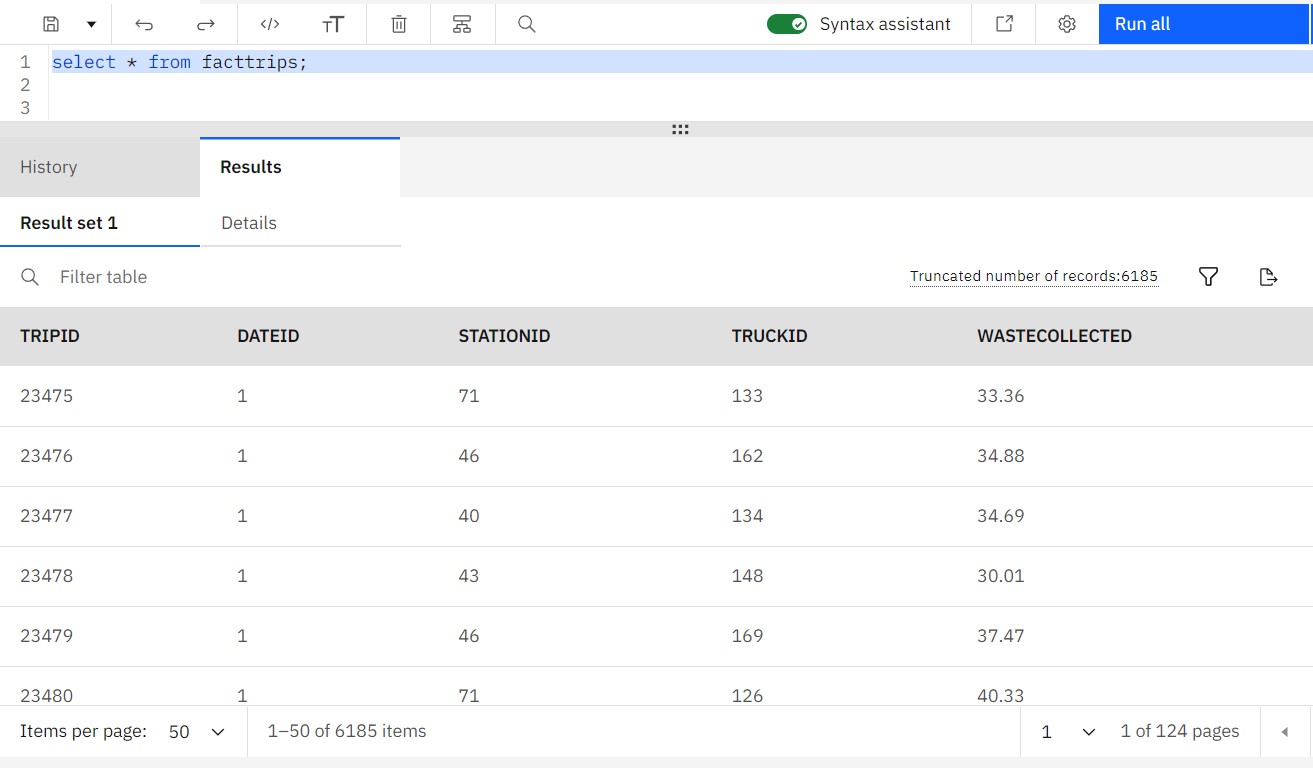 </> TT Syntax assistant Run all
1 select * from facttrips;
2
3
History Results
Result set 1 Details
Filter table Truncated number of records:6185
TRIPID DATEID STATIONID TRUCKID WASTECOLLECTED
23475 1 71 133 33.36
23476 1 46 162 34.88
23477 1 40 134 34.69
23478 1 43 148 30.01
23479 1 46 169 37.47
23480 1 71 126 40.33
Items per page: 50 1–50 of 6185 items 1 1 of 124 pages